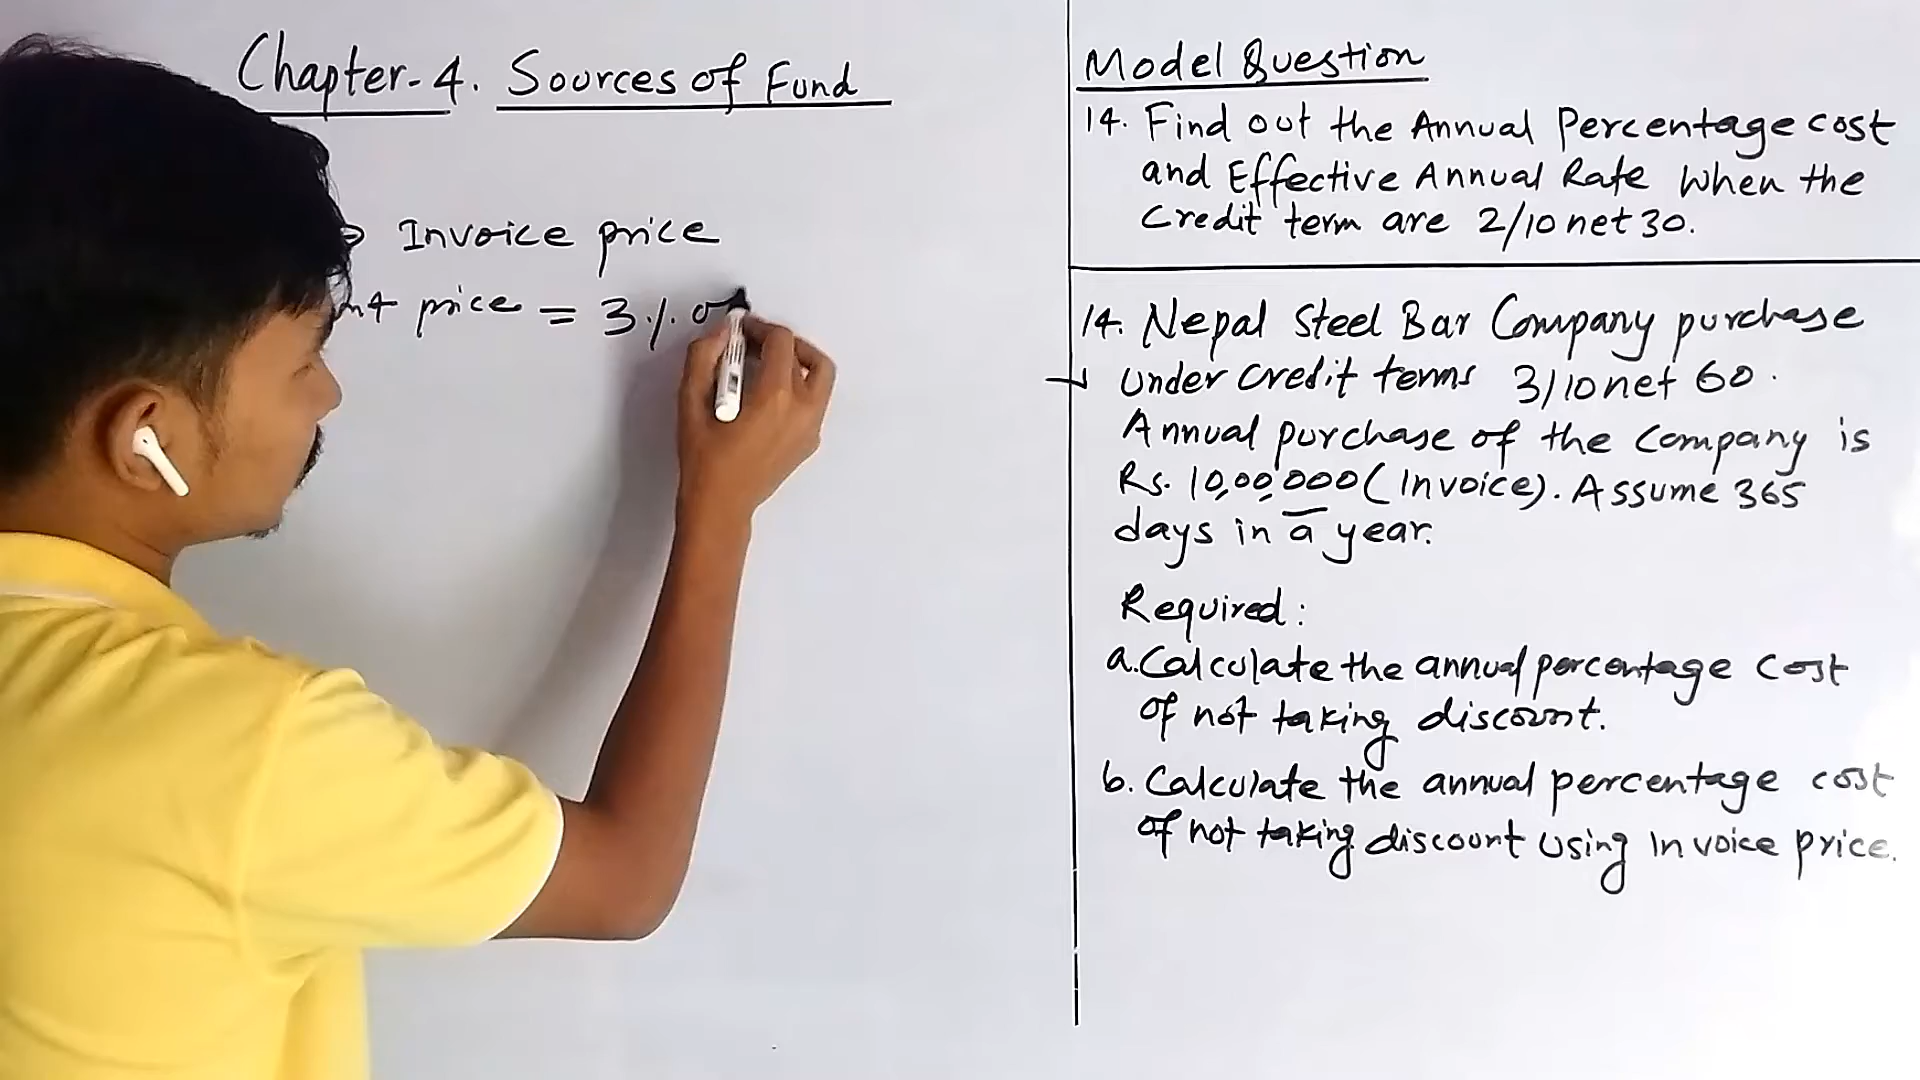 Chapter-4. Sources of Fund
Invoice price
price = 3%
Model Question
14. Find out the Annual Percentage cost
and Effective Annual Rate when the
Credit term are 2/10 net 30.
14. Nepal Steel Bar Company purchase
under credit terms 3/10 net 60.
Annual purchase of the company is
Rs. 10,00,000 (Invoice). Assume 365
days in a year.
Required:
a. Calculate the annual percentage cost
of not taking discount.
b. Calculate the annual percentage cost
of not taking discount using Invoice price.